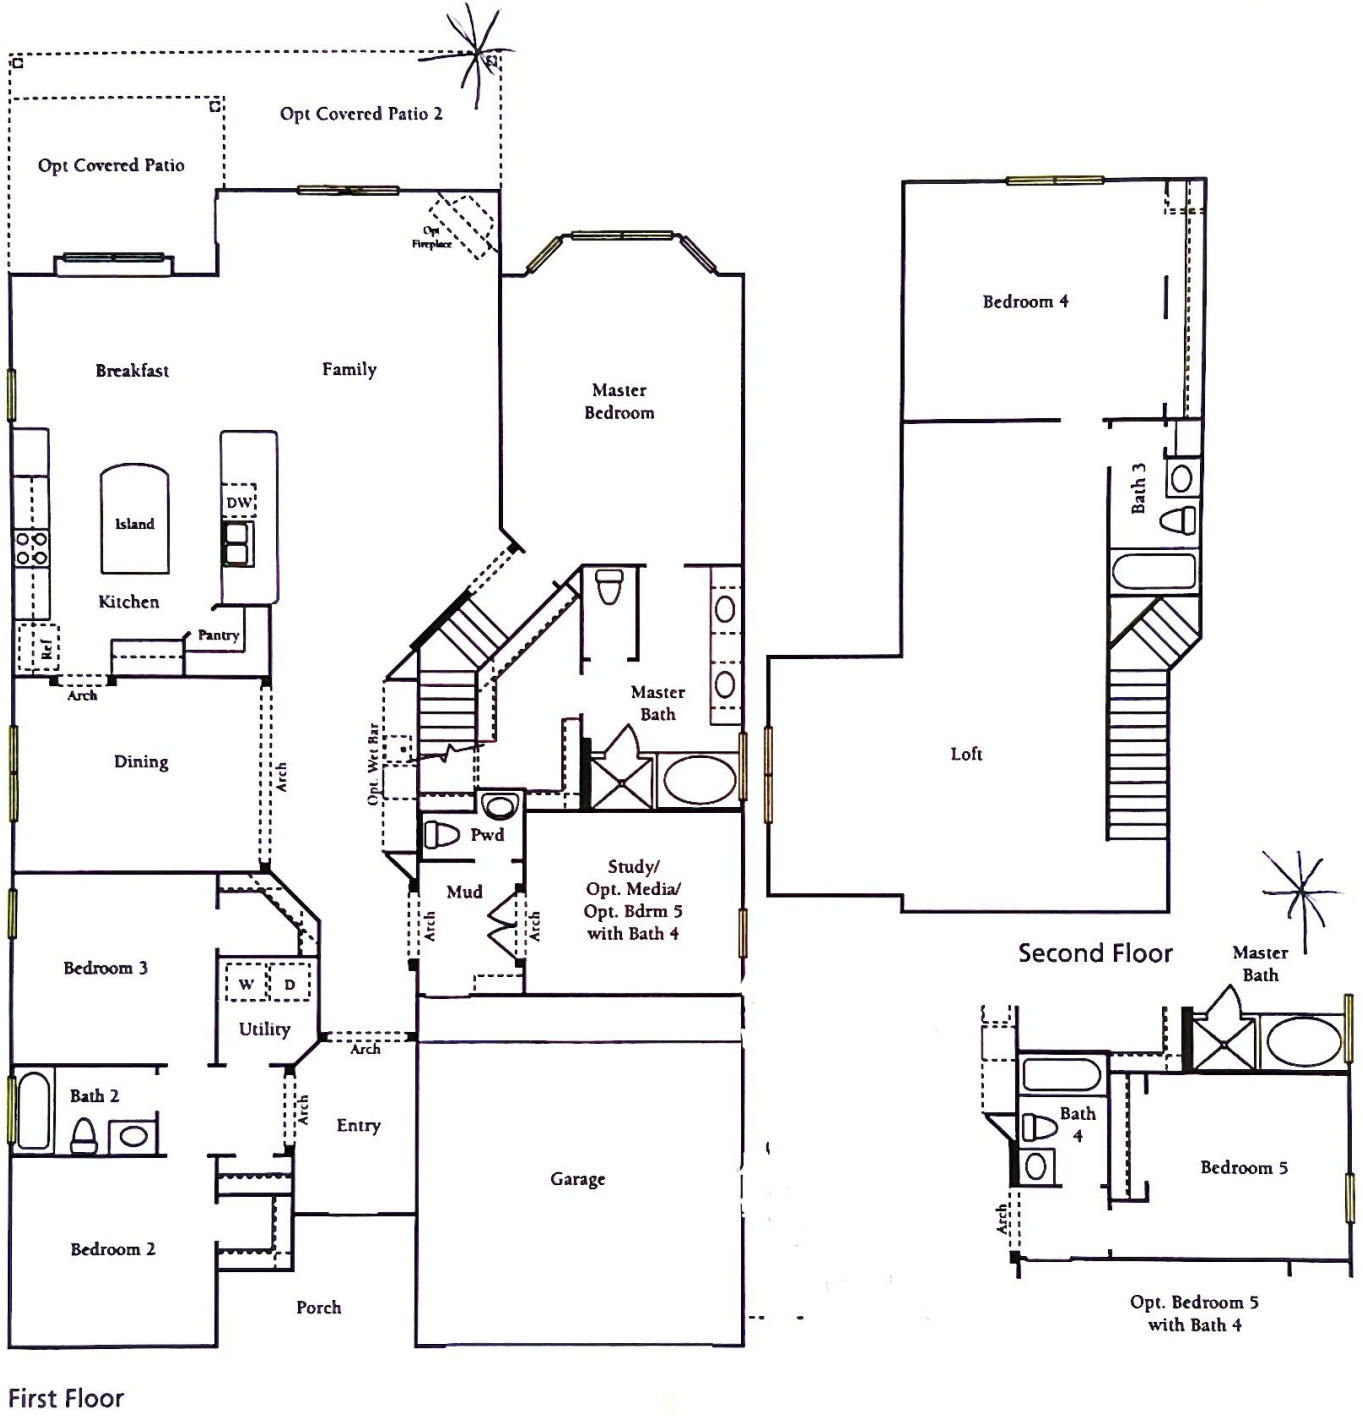 Opt Covered Patio 2
Opt Covered Patio
Opt
Fireplace
Breakfast
Family
Master
Bedroom
DW
Island
Kitchen
Pantry
Ref
Arch
Master
Bath
Dining
Arch
Opt. Wet Bar
Pwd
Mud
Study/
Opt. Media/
Opt. Bdrm 5
with Bath 4
Arch
Arch
Bedroom 3
W
D
Utility
Arch
Bath 2
Arch
Entry
Garage
Bedroom 2
Porch
First Floor
Bedroom 4
Bath 3
Loft
Second Floor
Master
Bath
Bath
4
Bedroom 5
Arch
Opt. Bedroom 5
with Bath 4